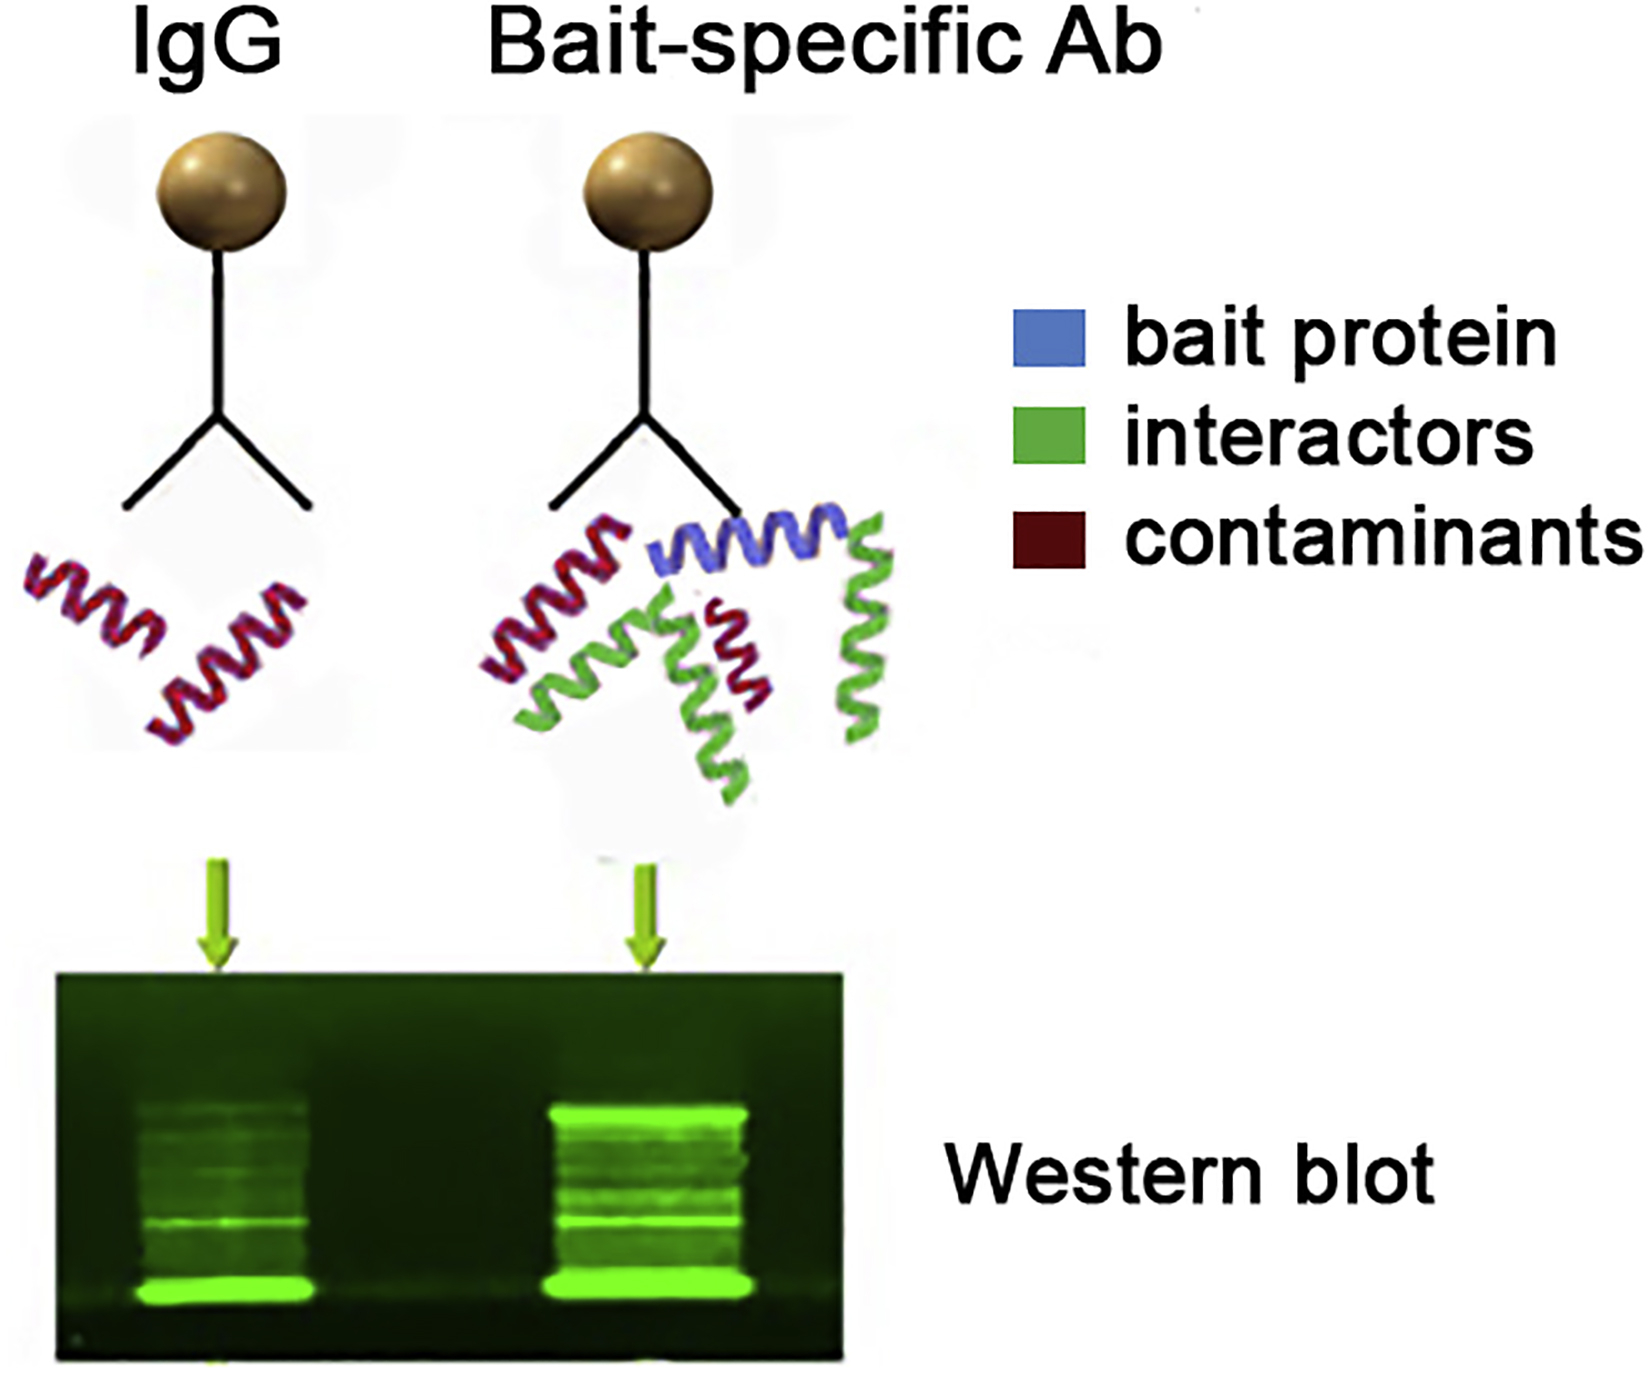 IgG
Bait-specific Ab
bait protein
interactors
contaminants
Western blot